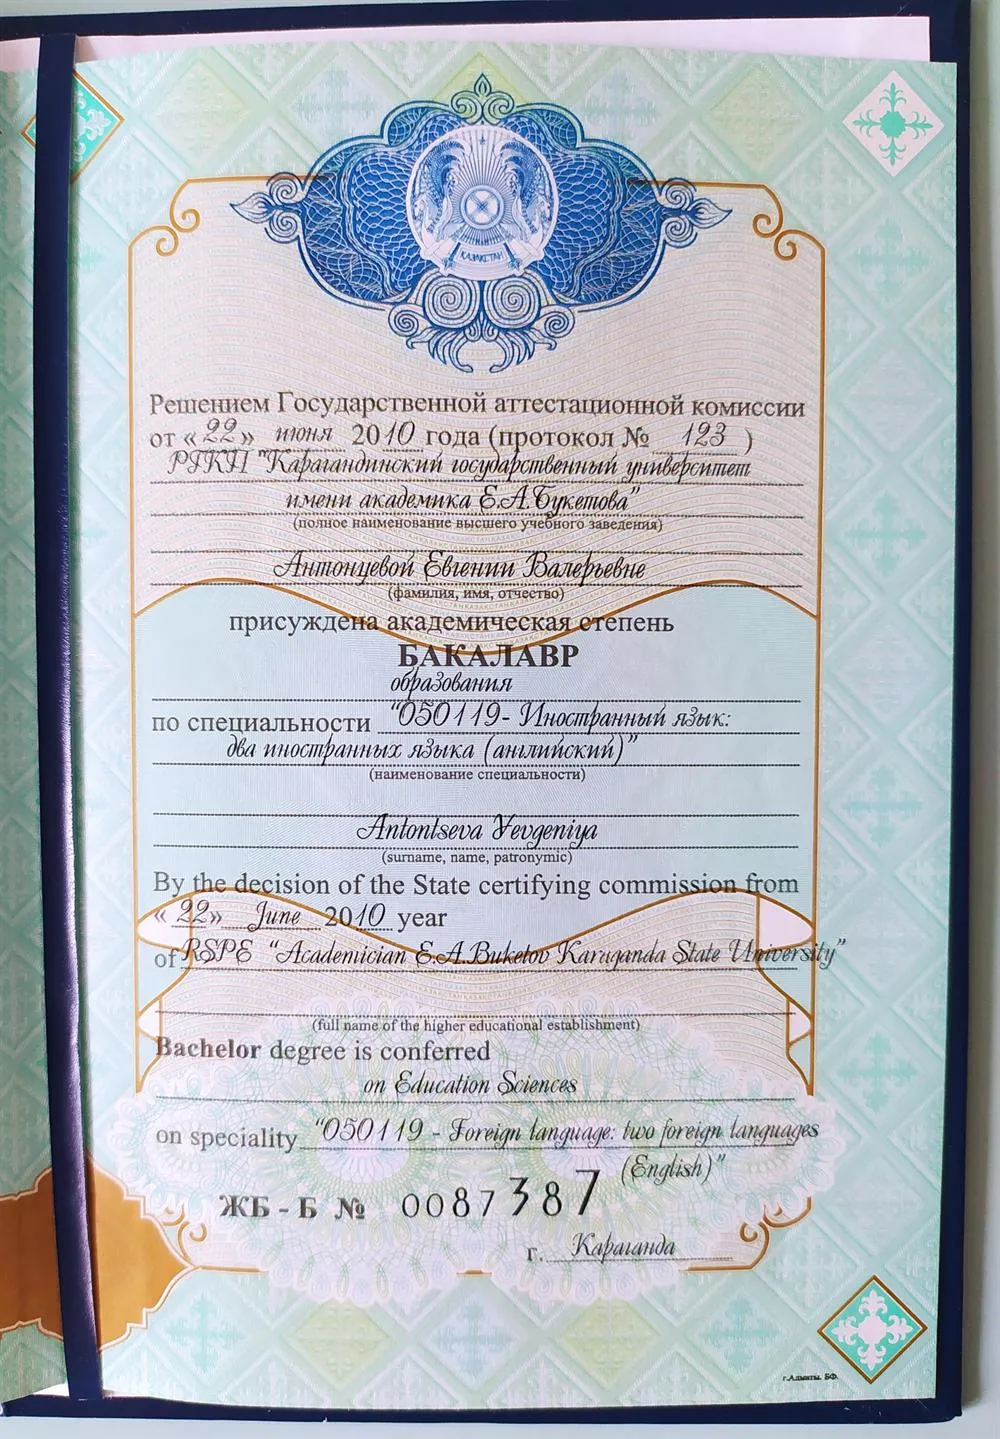 ҚАЗАҚСТАН
Решением Государственной аттестационной комиссии
от «22» июня 2010 года (протокол № 123 )
РГКП "Карагандинский государственный университет
имени академика Е.А.Букетова"
(полное наименование высшего учебного заведения)
Антонцевой Евгении Валерьевне
(фамилия, имя, отчество)
присуждена академическая степень
БАКАЛАВР
образования
по специальности "050119- Иностранный язык:
два иностранных языка (английский)"
(наименование специальности)
Antontseva Yevgeniya
(surname, name, patronymic)
By the decision of the State certifying commission from
« 22» June 2010 year
of RSPE "Academician E.A.Buketov Karaganda State University"
(full name of the higher educational establishment)
Bachelor degree is conferred
on Education Sciences
on speciality "050119 - Foreign language: two foreign languages
(English)"
ЖБ - Б № 0087387
г. Караганда
г.Алматы. БФ.